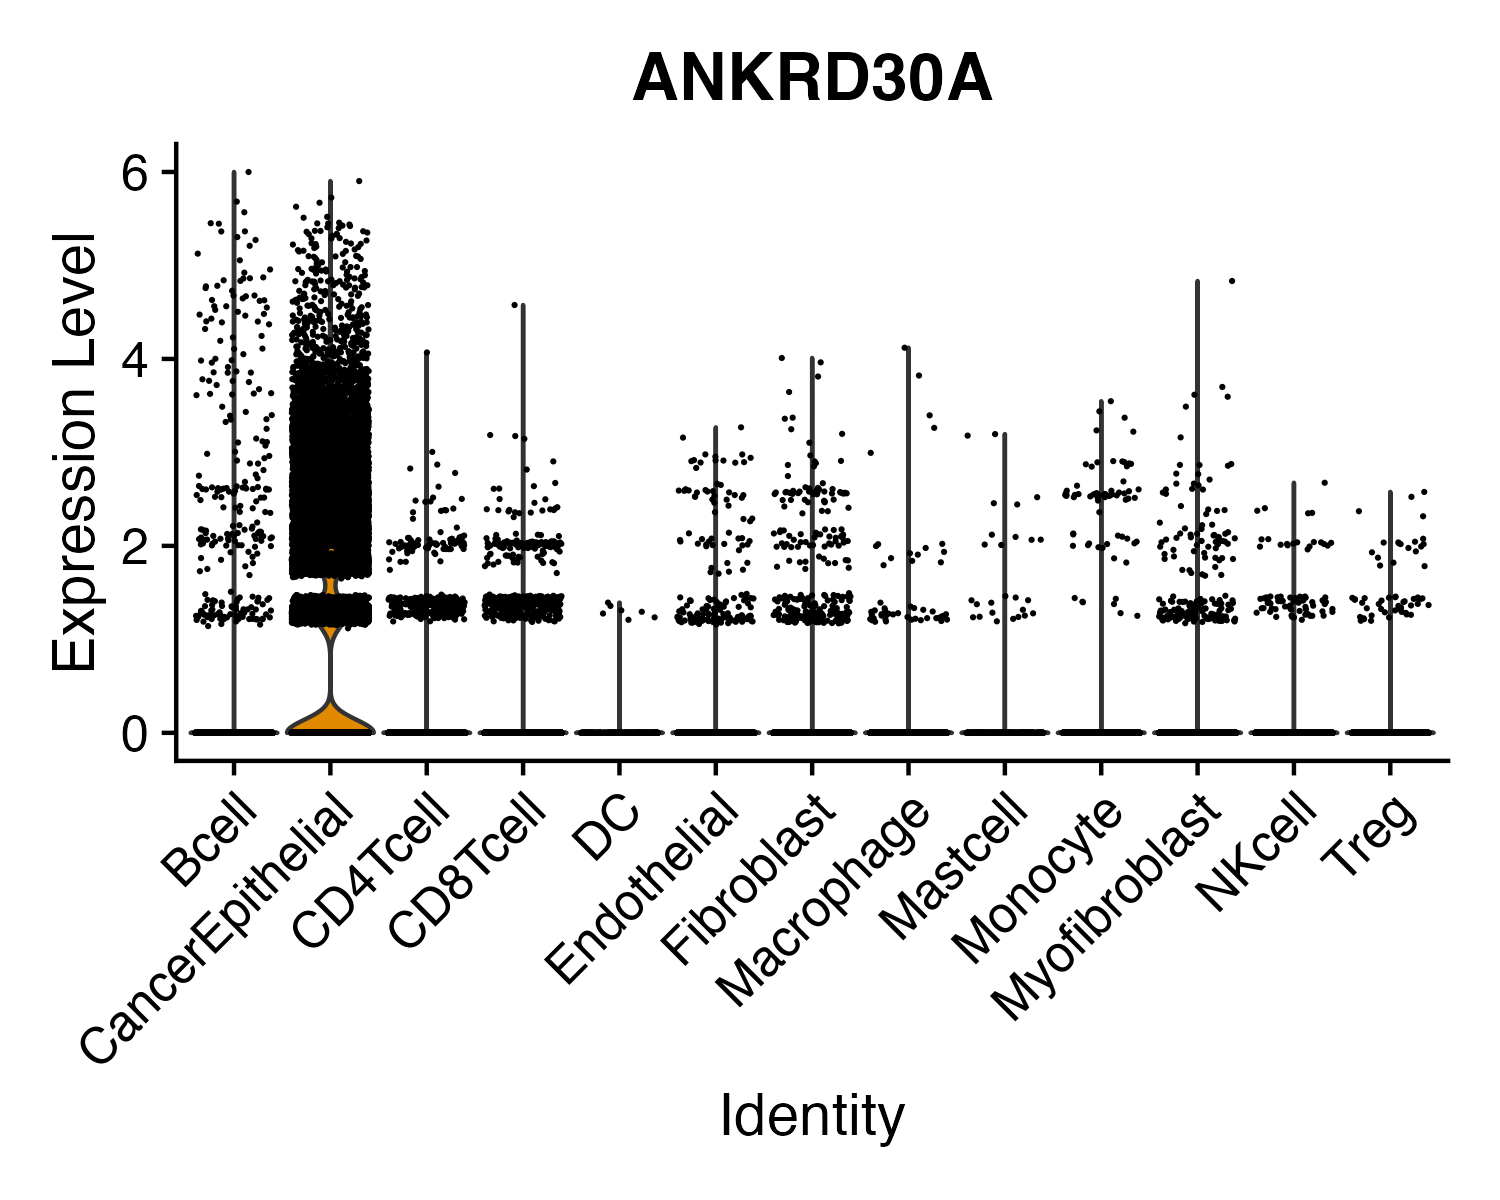 ANKRD30A
Expression Level
6
4
2
0
Bcell
CancerEpithelial
CD4Tcell
CD8Tcell
DC
Endothelial
Fibroblast
Macrophage
Mastcell
Monocyte
Myofibroblast
NKcell
Treg
Identity